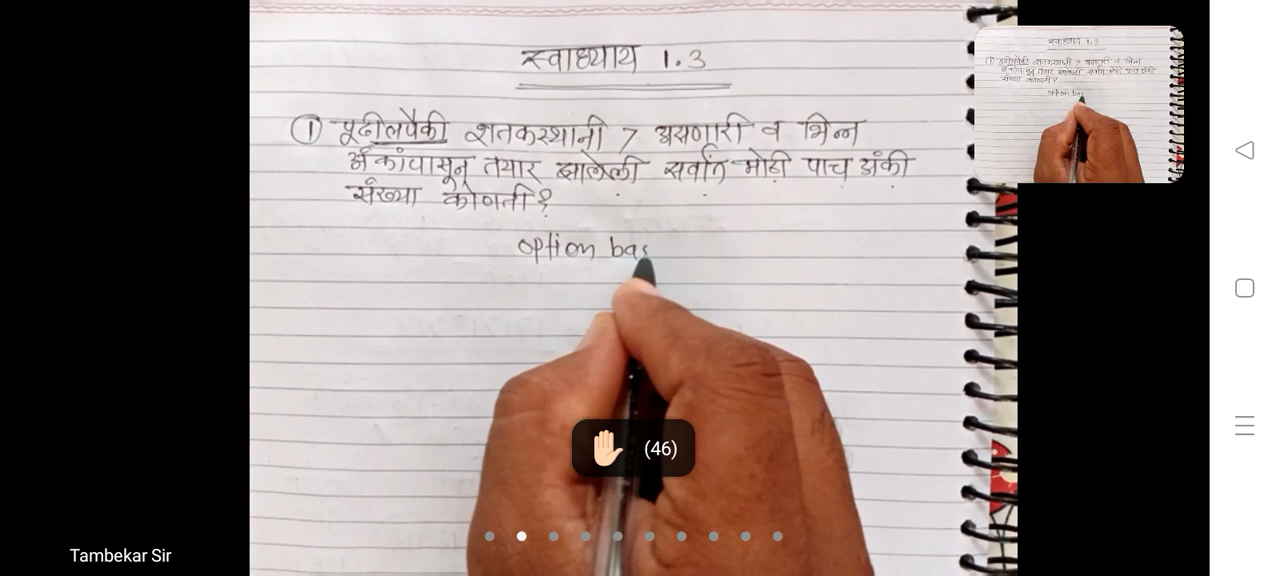 स्वाध्याय 1.3
① पूढीलपैकी शतकस्थानी 7 असणारी व भिन्न
अंकांपासून तयार झालेली सर्वात मोठी पाच अंकी
संख्या कोणती?
option bas
(46)
Tambekar Sir